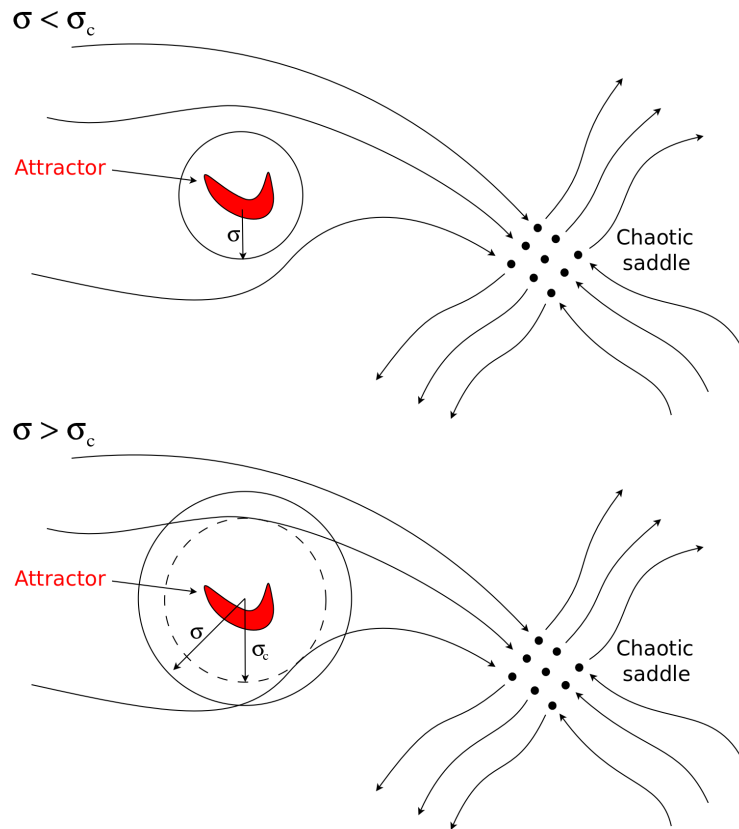 σ < σc
Attractor
σ
Chaotic
saddle
σ > σc
Attractor
σ
σc
Chaotic
saddle